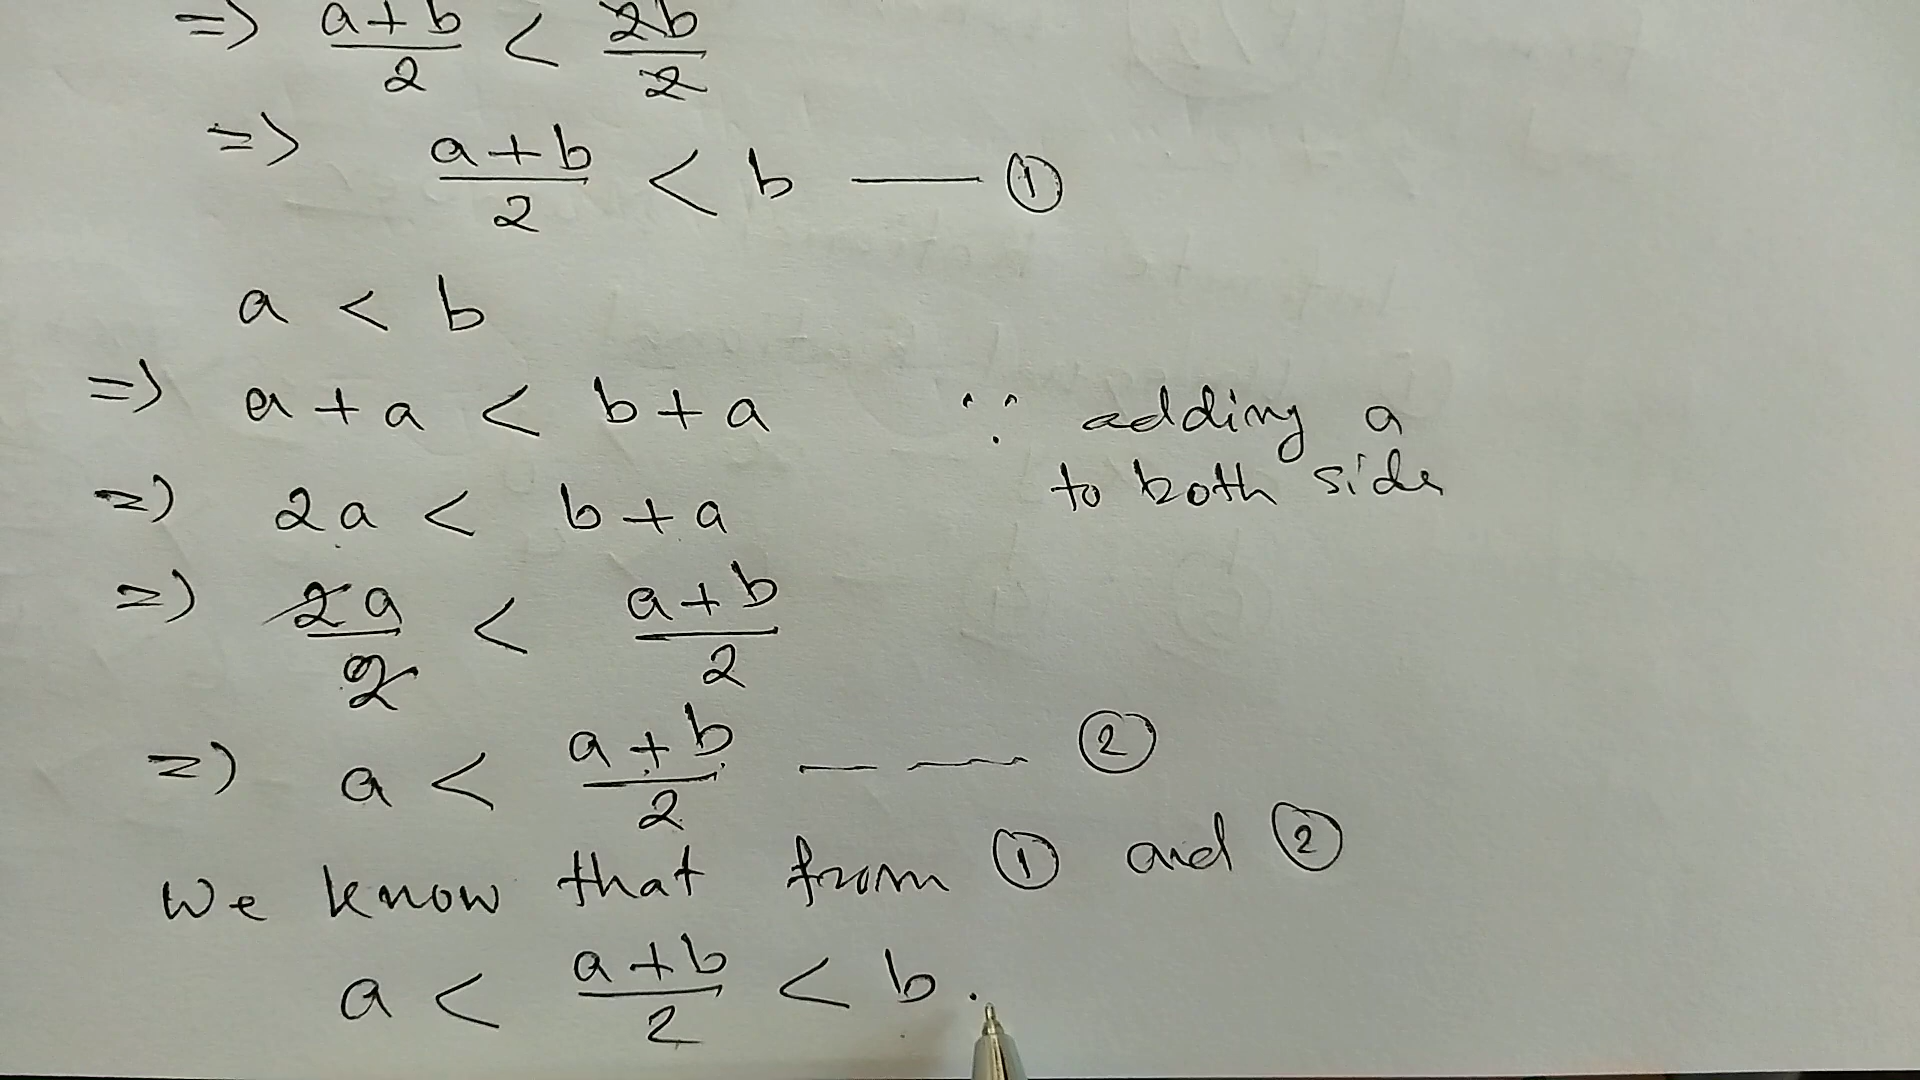 => a+b/2 < 2b/2
=> a+b/2 < b — ①
a < b
=> a + a < b + a ∵ adding a
to both side
=> 2a < b + a
=> 2a/2 < a+b/2
=> a < a+b/2 — — ②
We know that from ① and ②
a < a+b/2 < b.